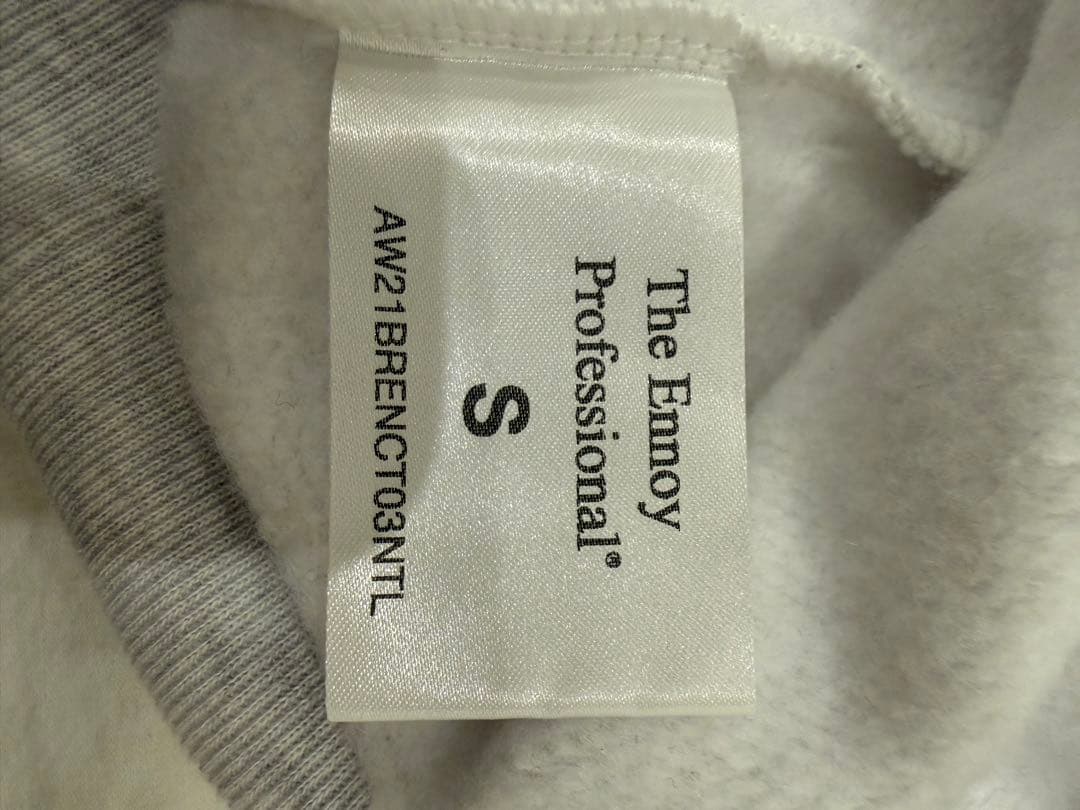 The Ennoy
Professional®
S
AW21BRENCT03NTL